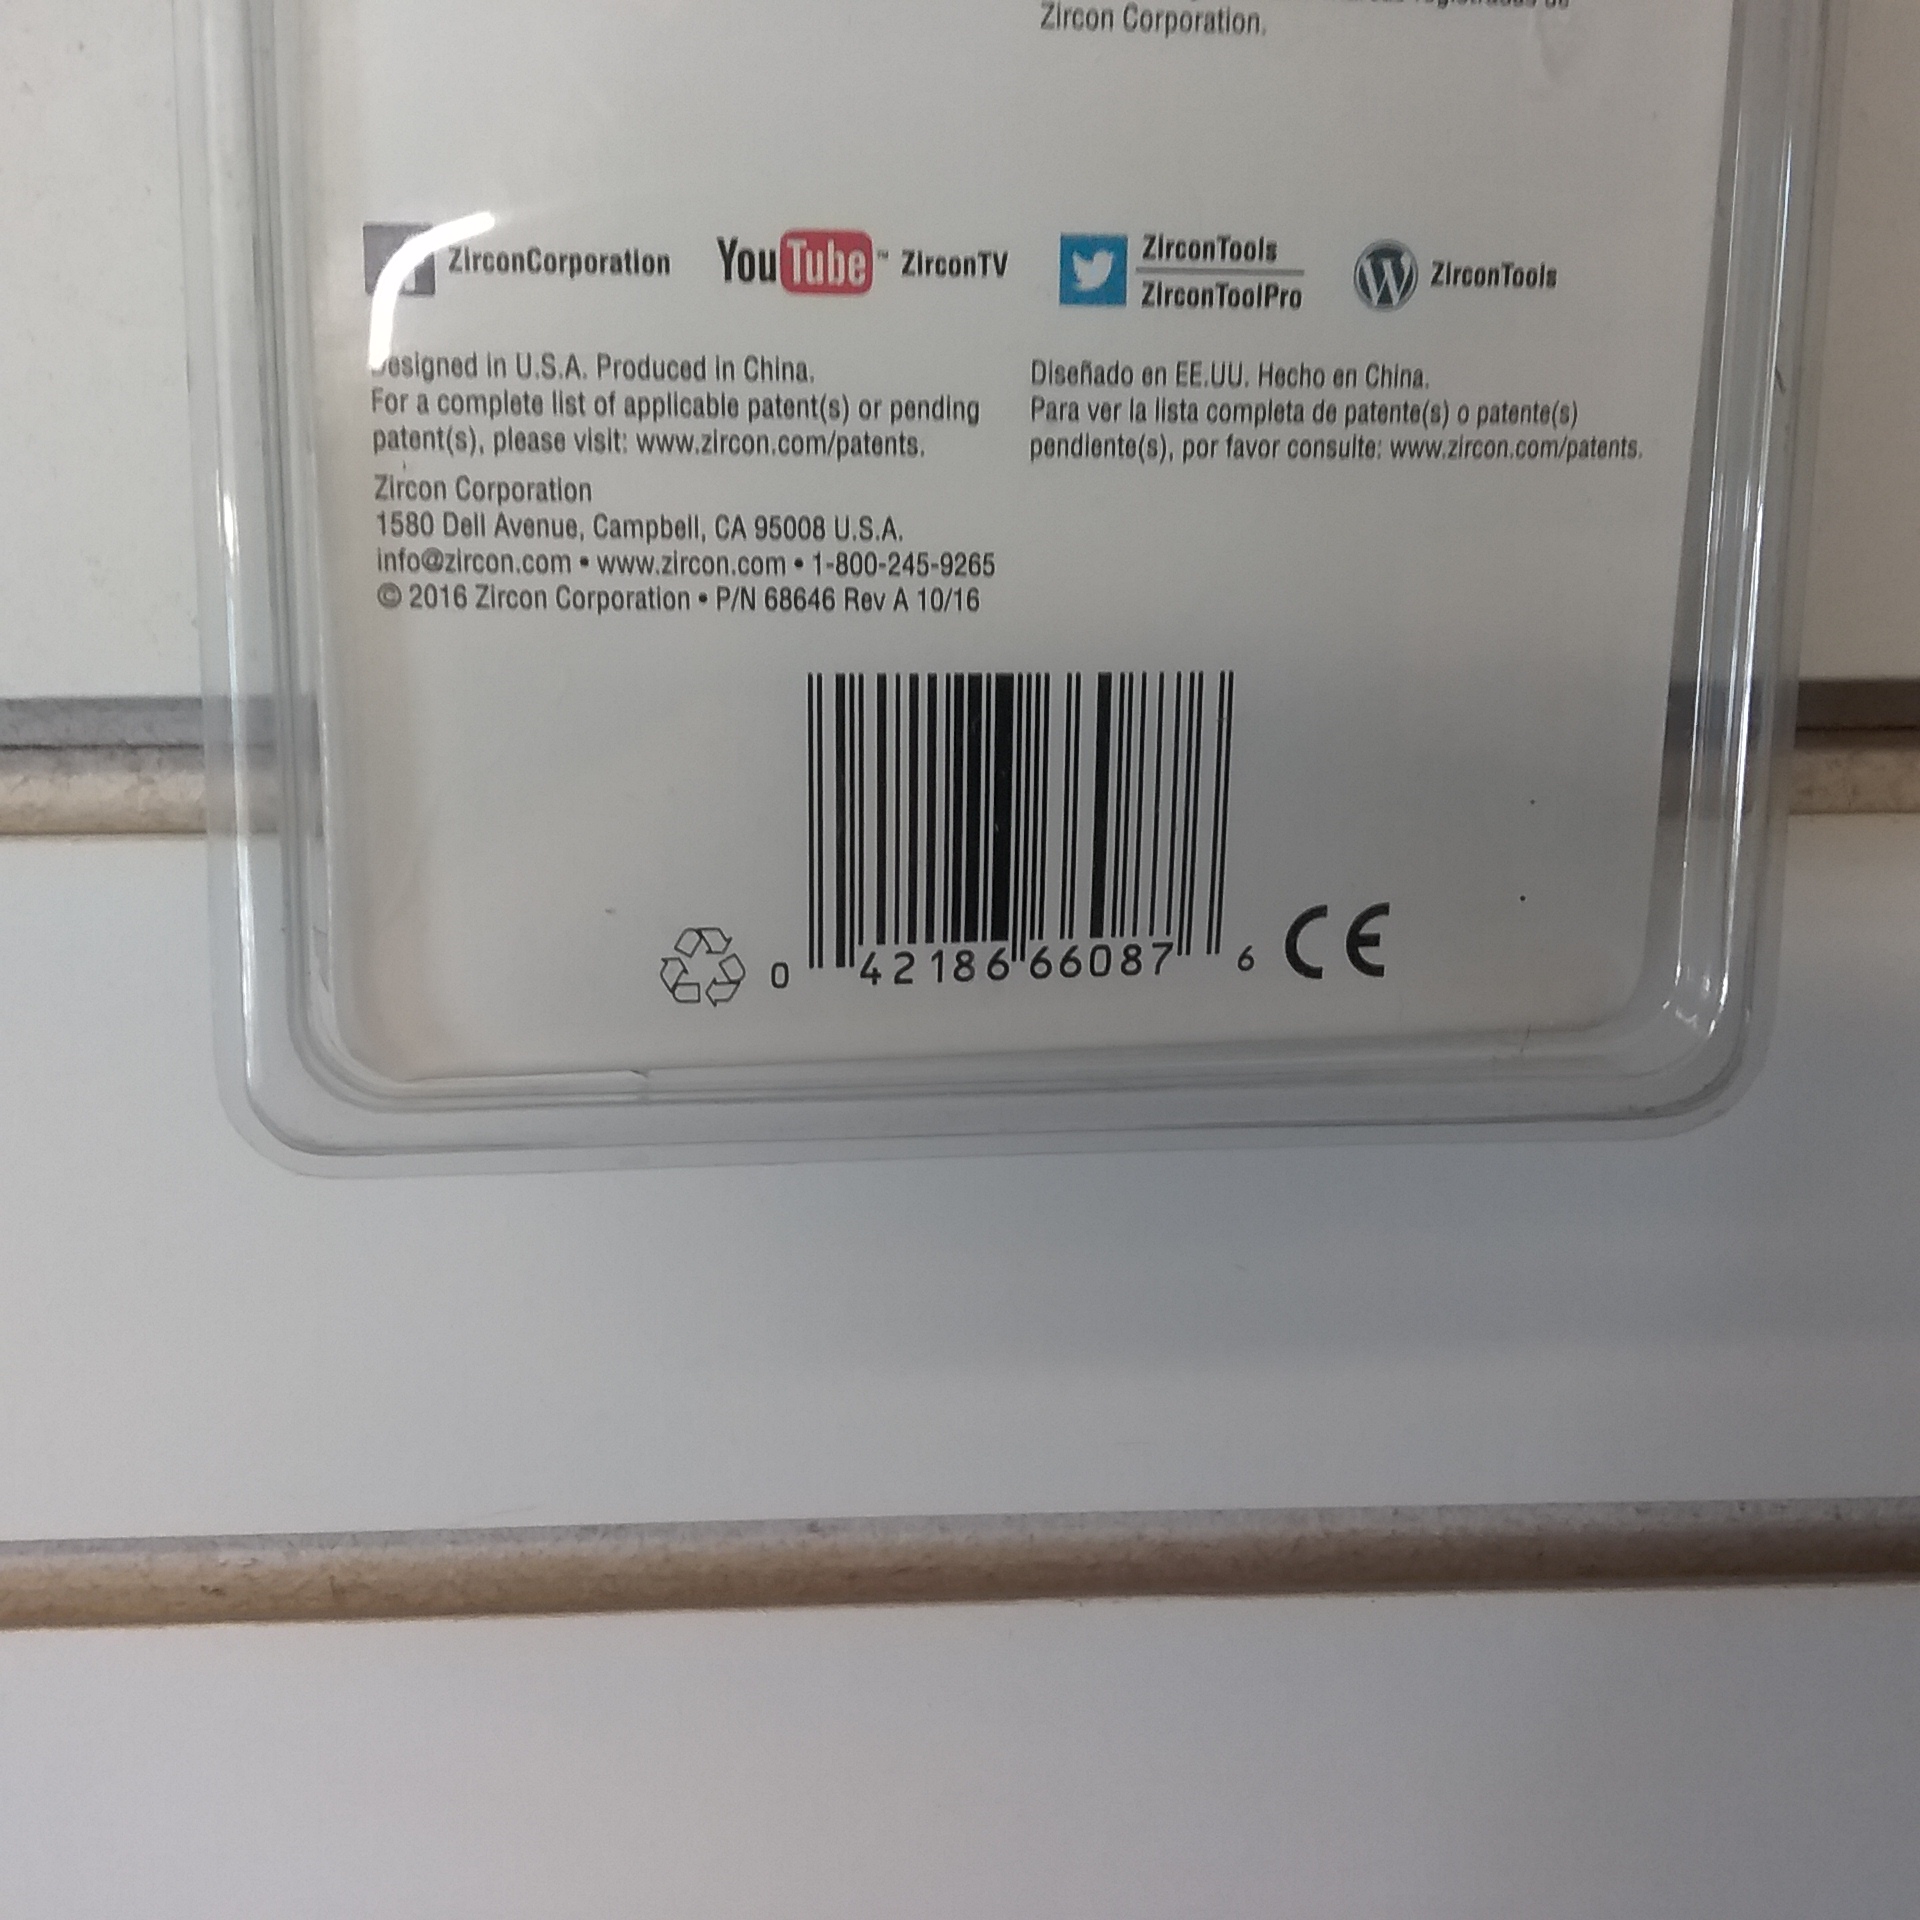 Zircon Corporation.
ZirconCorporation
YouTube™ ZirconTV
ZirconTools
ZirconToolPro
ZirconTools
Designed in U.S.A. Produced in China.
For a complete list of applicable patent(s) or pending
patent(s), please visit: www.zircon.com/patents.
Zircon Corporation
1580 Dell Avenue, Campbell, CA 95008 U.S.A.
info@zircon.com • www.zircon.com • 1-800-245-9265
© 2016 Zircon Corporation • P/N 68646 Rev A 10/16
Diseñado en EE.UU. Hecho en China.
Para ver la lista completa de patente(s) o patente(s)
pendiente(s), por favor consulte: www.zircon.com/patents.
0 42186 66087 6
CE